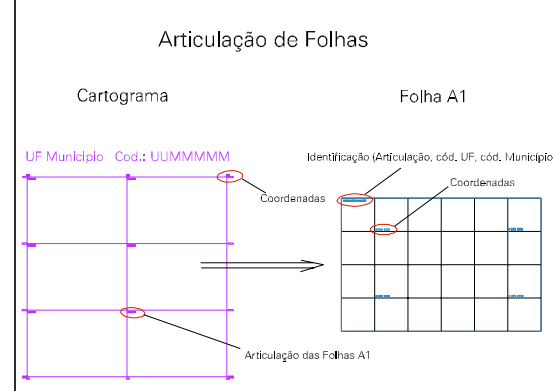 Articulação de Folhas
Cartograma
Folha A1
UF Municipio Cod.: UUMMMMM
Identificação (Articulação, cód. UF, cód. Município
Coordenadas
Coordenadas
Articulação das Folhas A1